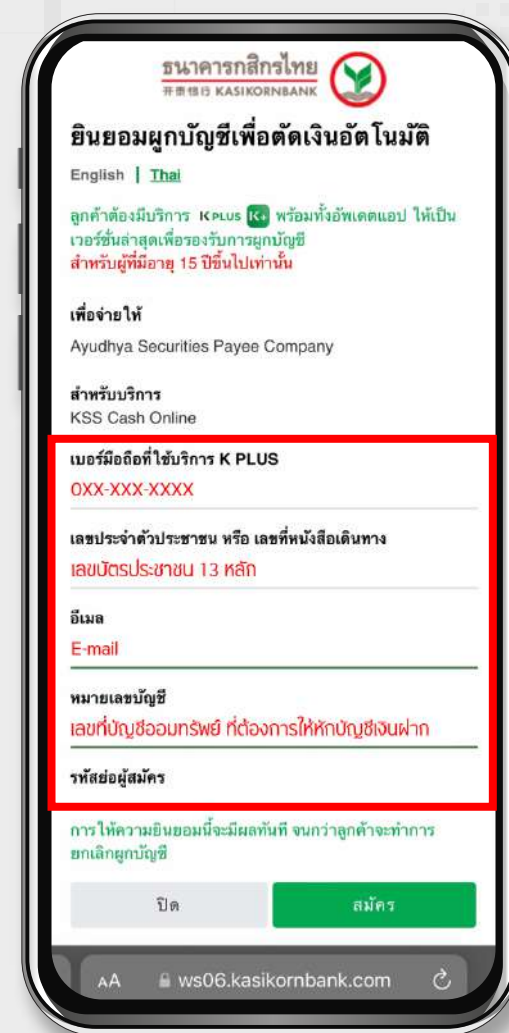 ธนาคารกสิกรไทย
开泰银行 KASIKORNBANK
ยินยอมผูกบัญชีเพื่อตัดเงินอัตโนมัติ
English | Thai
ลูกค้าต้องมีบริการ K PLUS K+ พร้อมทั้งอัพเดตแอป ให้เป็น
เวอร์ชั่นล่าสุดเพื่อรองรับการผูกบัญชี
สำหรับผู้ที่มีอายุ 15 ปีขึ้นไปเท่านั้น
เพื่อจ่ายให้
Ayudhya Securities Payee Company
สำหรับบริการ
KSS Cash Online
เบอร์มือถือที่ใช้บริการ K PLUS
0XX-XXX-XXXX
เลขประจำตัวประชาชน หรือ เลขที่หนังสือเดินทาง
เลขบัตรประชาชน 13 หลัก
อีเมล
E-mail
หมายเลขบัญชี
เลขที่บัญชีออมทรัพย์ ที่ต้องการให้หักบัญชีเงินฝาก
รหัสย่อผู้สมัคร
การให้ความยินยอมนี้จะมีผลทันที จนกว่าลูกค้าจะทำการ
ยกเลิกผูกบัญชี
ปิด
สมัคร
AA ws06.kasikornbank.com